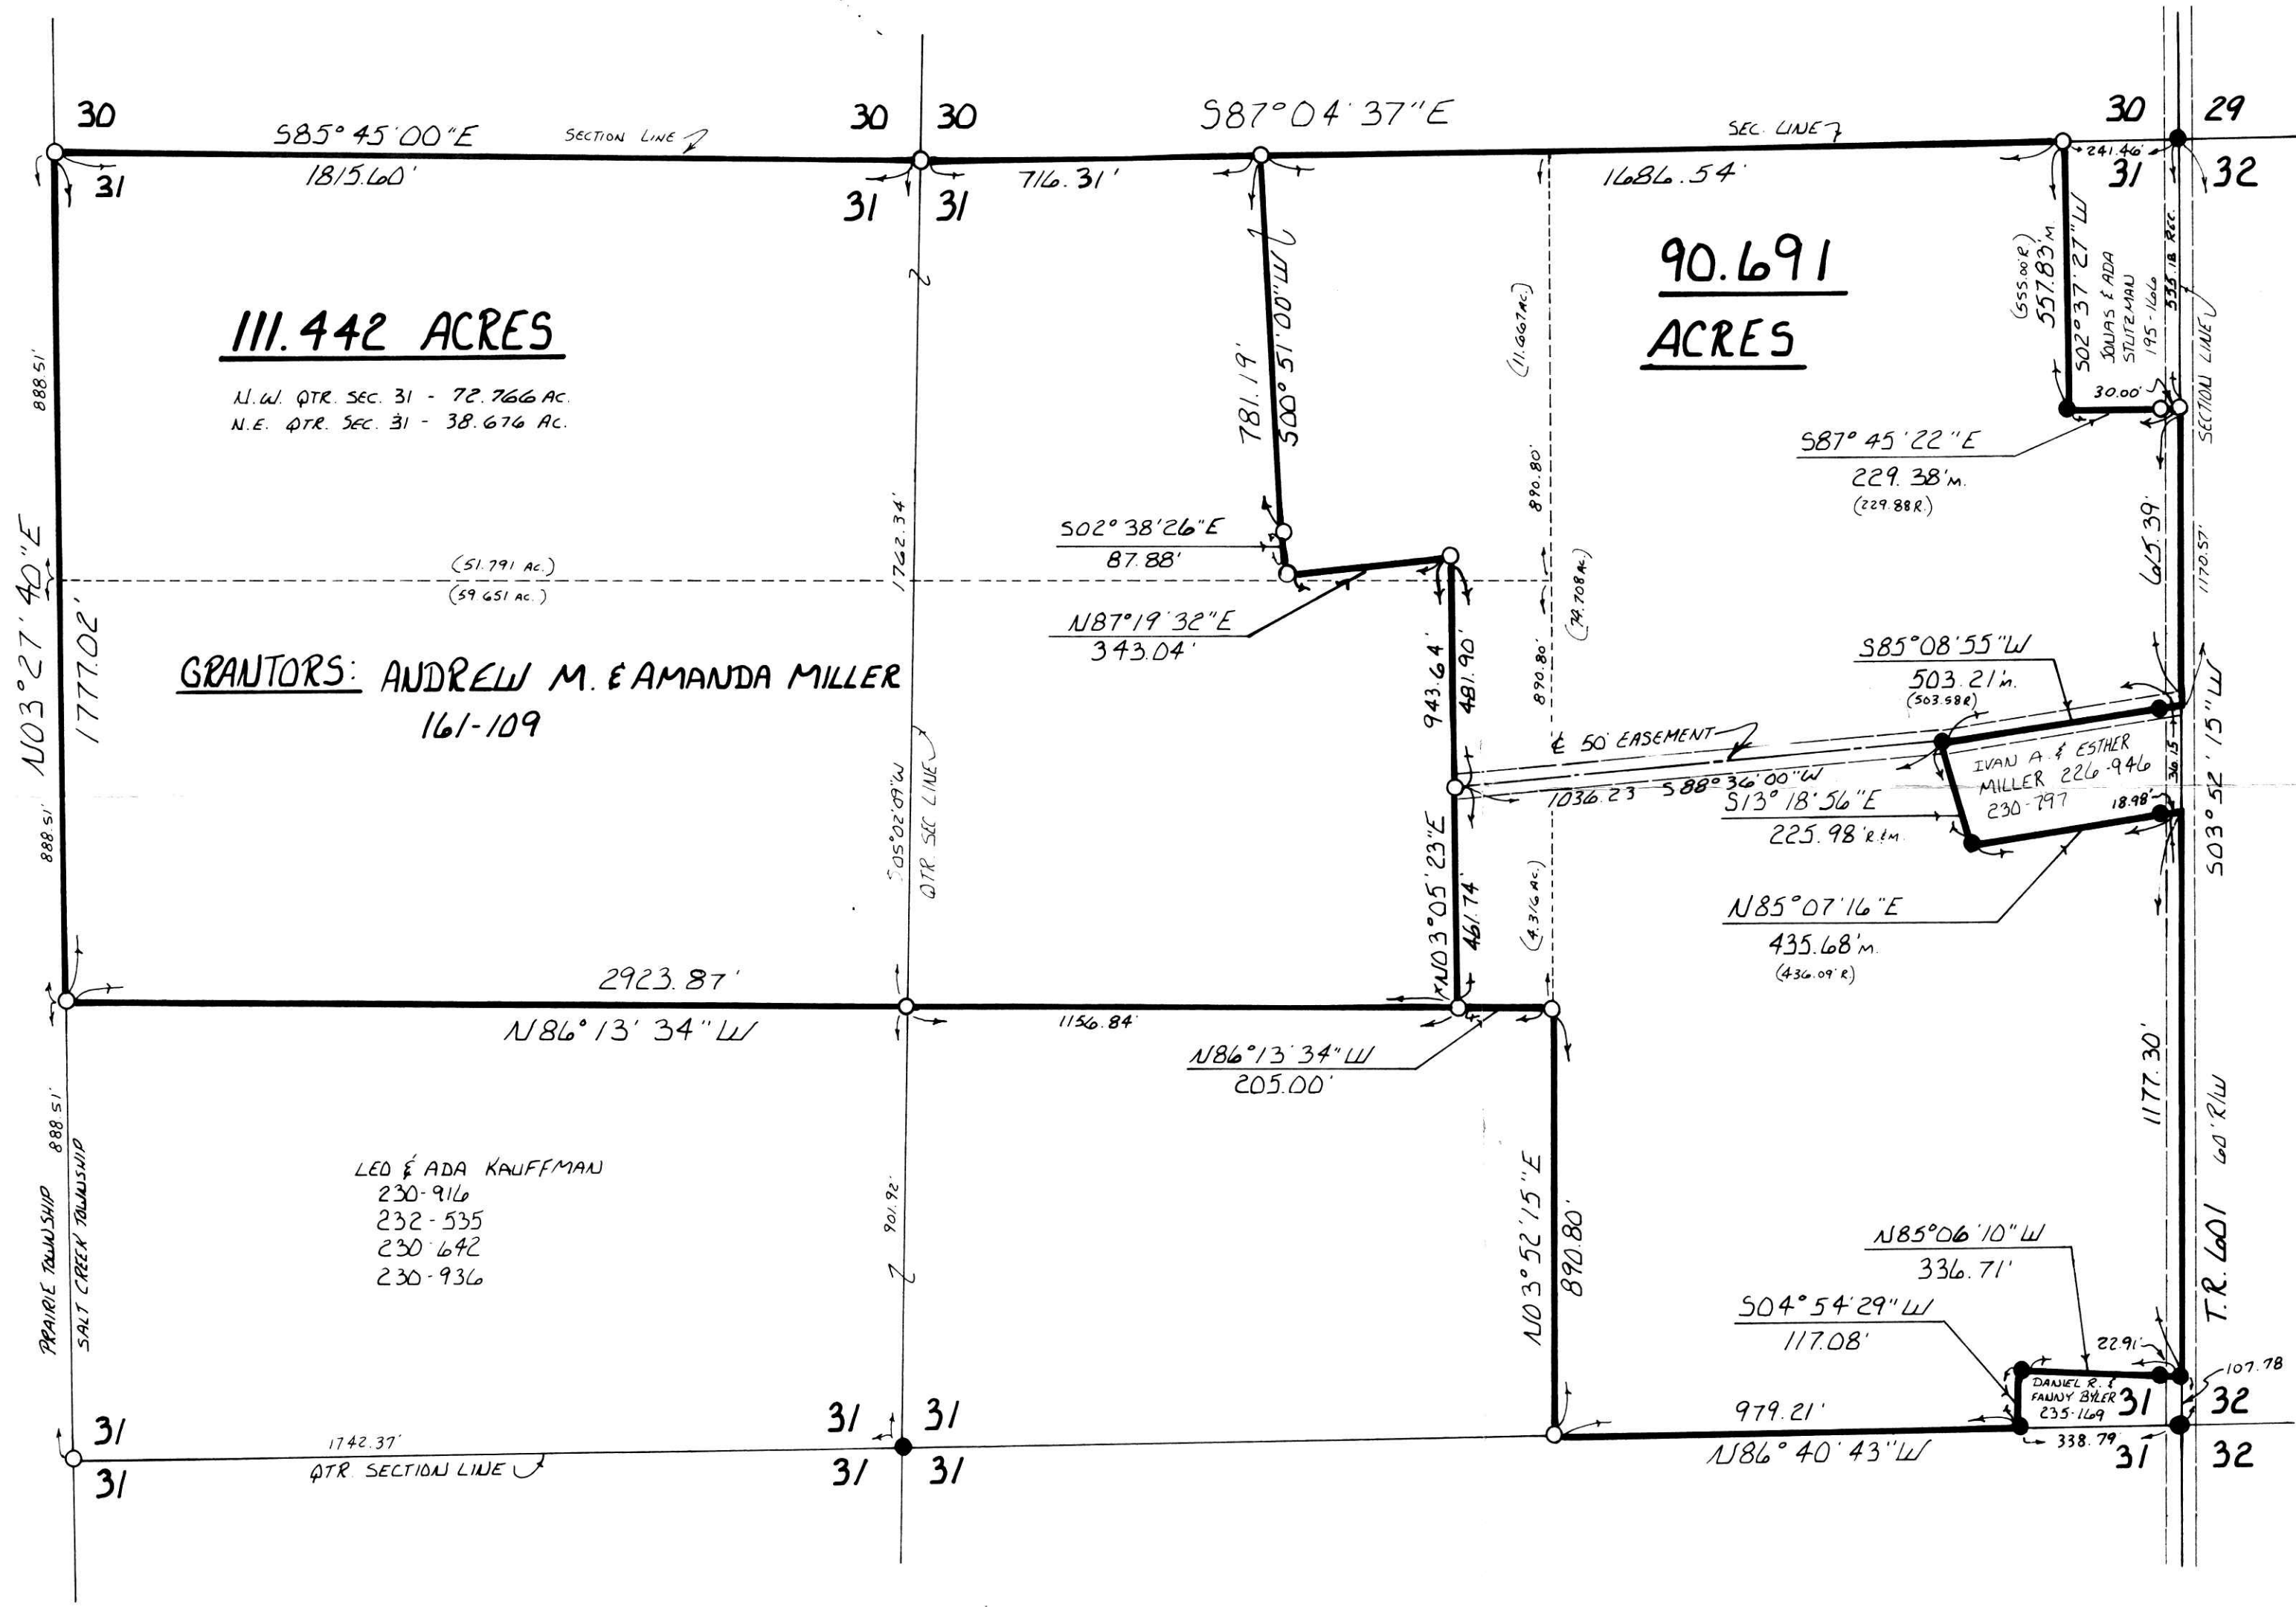 30
S85° 45' 00" E
SECTION LINE
1815.60'
31
30
30
31
31
S87° 04' 37" E
716.31'
SEC. LINE
1686.54'
30
29
241.46'
31
32
111.442 ACRES
N.W. QTR. SEC. 31 - 72.766 AC.
N.E. QTR. SEC. 31 - 38.676 AC.
90.691
ACRES
888.51'
N03° 27' 40" E
1777.02'
888.51'
(51.791 AC.)
(59.651 AC.)
1762.34'
S05° 02' 09" W
QTR. SEC LINE
GRANTORS: ANDREW M. & AMANDA MILLER
161-109
781.19'
S00° 51' 00" W
S02° 38' 26" E
87.88'
N87° 19' 32" E
343.04'
(11.667 AC.)
890.80'
(74.708 AC.)
890.80'
(4.316 AC.)
943.64'
481.90'
N03° 05' 23" E
461.74'
(555.00' R.)
557.83' M.
S02° 37' 27" W
JONAS & ADA
STUTZMAN
195-166
REC.
30.00'
SECTION LINE
S87° 45' 22" E
229.38' M.
(229.88 R.)
615.39'
1170.57'
S85° 08' 55" W
503.21' M.
(503.58 R)
℄ 50' EASEMENT
1036.23 S88° 36' 00" W
IVAN A. & ESTHER
MILLER 226-946
230-797
36.15
18.98'
S13° 18' 56" E
225.98' R.&M.
N85° 07' 16" E
435.68' M.
(436.09' R.)
S03° 52' 15" W
2923.87'
N86° 13' 34" W
1156.84'
N86° 13' 34" W
205.00'
1177.30'
888.51'
PRAIRIE TOWNSHIP
SALT CREEK TOWNSHIP
LEO & ADA KAUFFMAN
230-916
232-535
230-642
230-936
901.92'
N03° 52' 15" E
890.80'
T.R. 601 60' R/W
N85° 06' 10" W
336.71'
S04° 54' 29" W
117.08'
22.91'
107.78
DANIEL R. &
FANNY BYLER
235-169
31
32
31
31
31
979.21'
338.79
N86° 40' 43" W
1742.37'
QTR. SECTION LINE
31
31
31
31
32